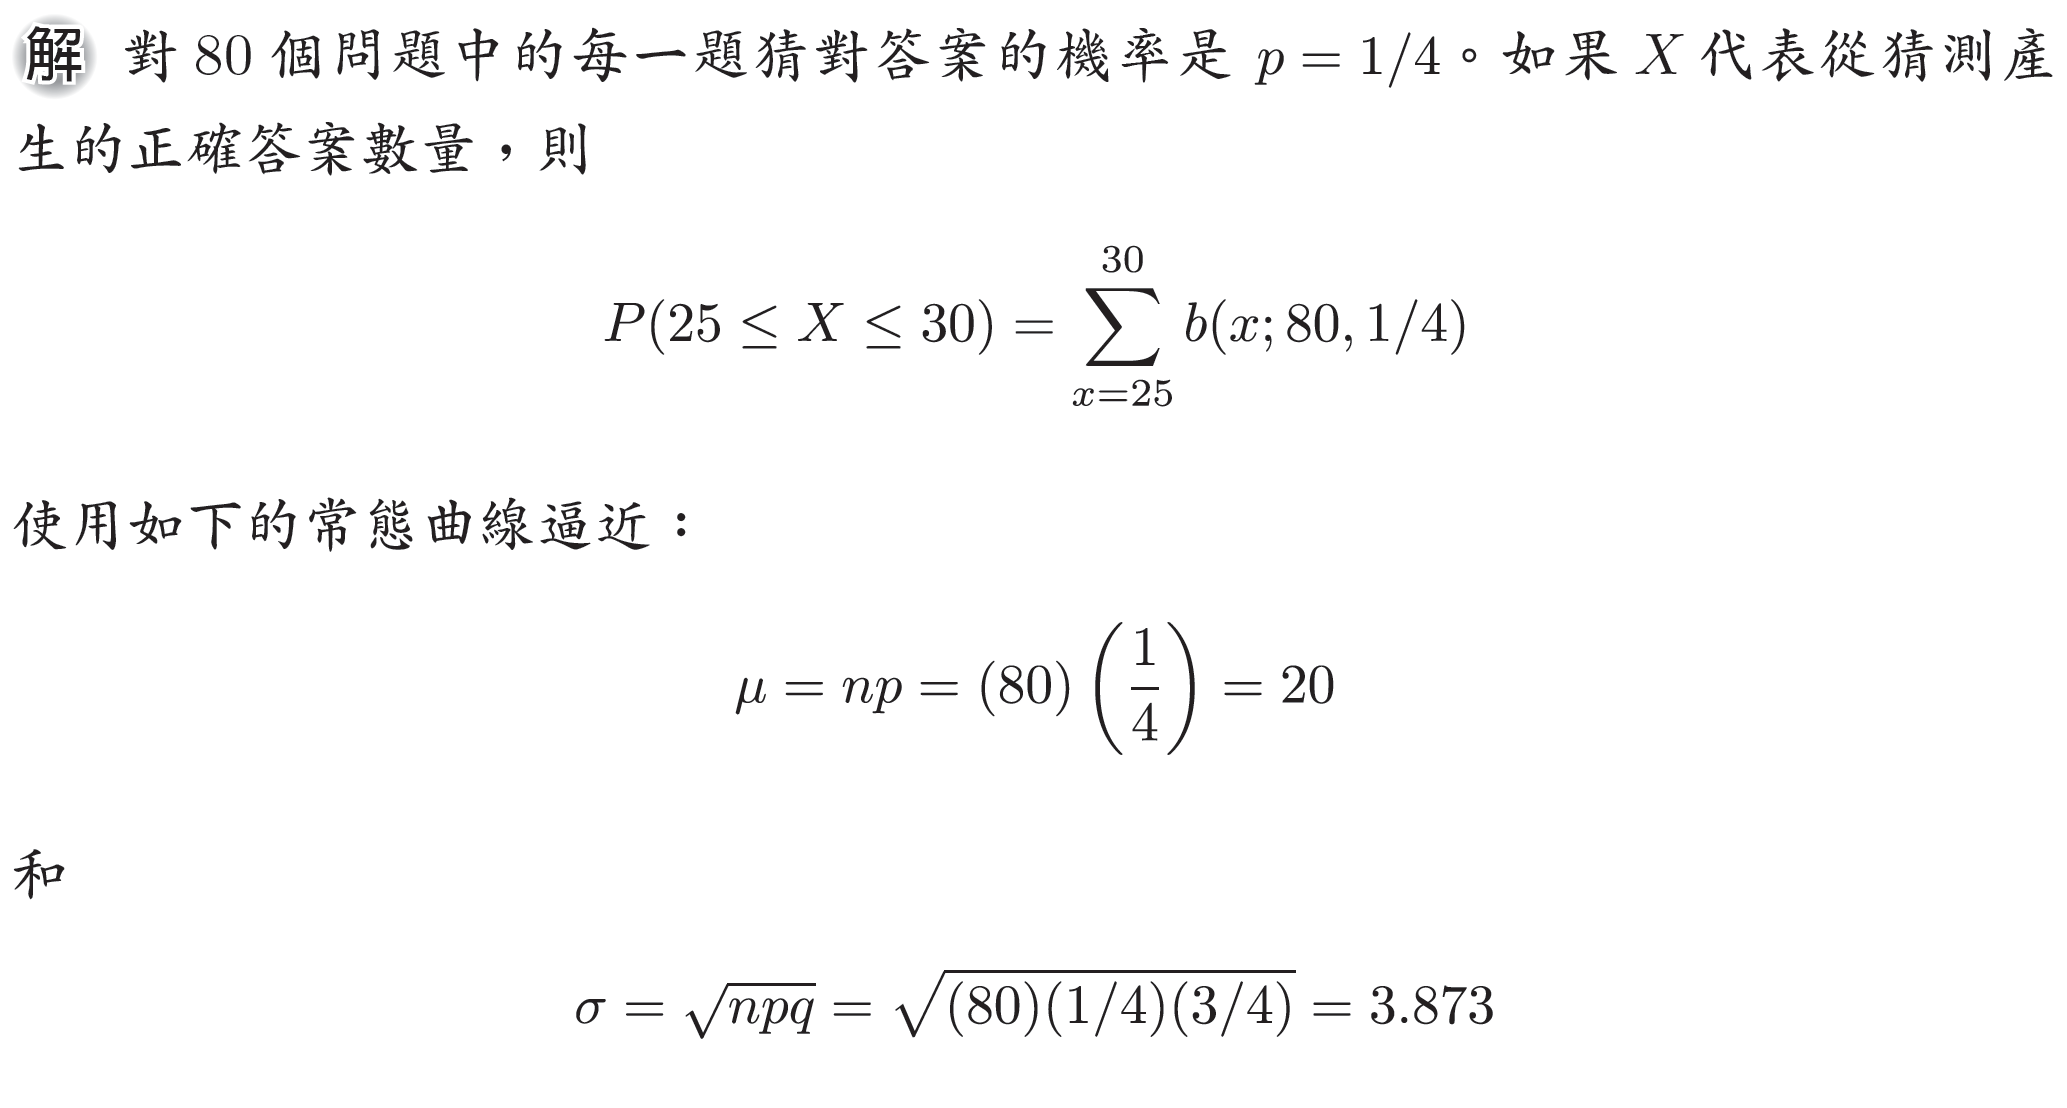 解 對 80 個問題中的每一題猜對答案的機率是 p = 1/4。如果 X 代表從猜測產
生的正確答案數量，則
P(25 ≤ X ≤ 30) = ∑_{x=25}^{30} b(x; 80, 1/4)
使用如下的常態曲線逼近：
μ = np = (80) (1/4) = 20
和
σ = √npq = √(80)(1/4)(3/4) = 3.873